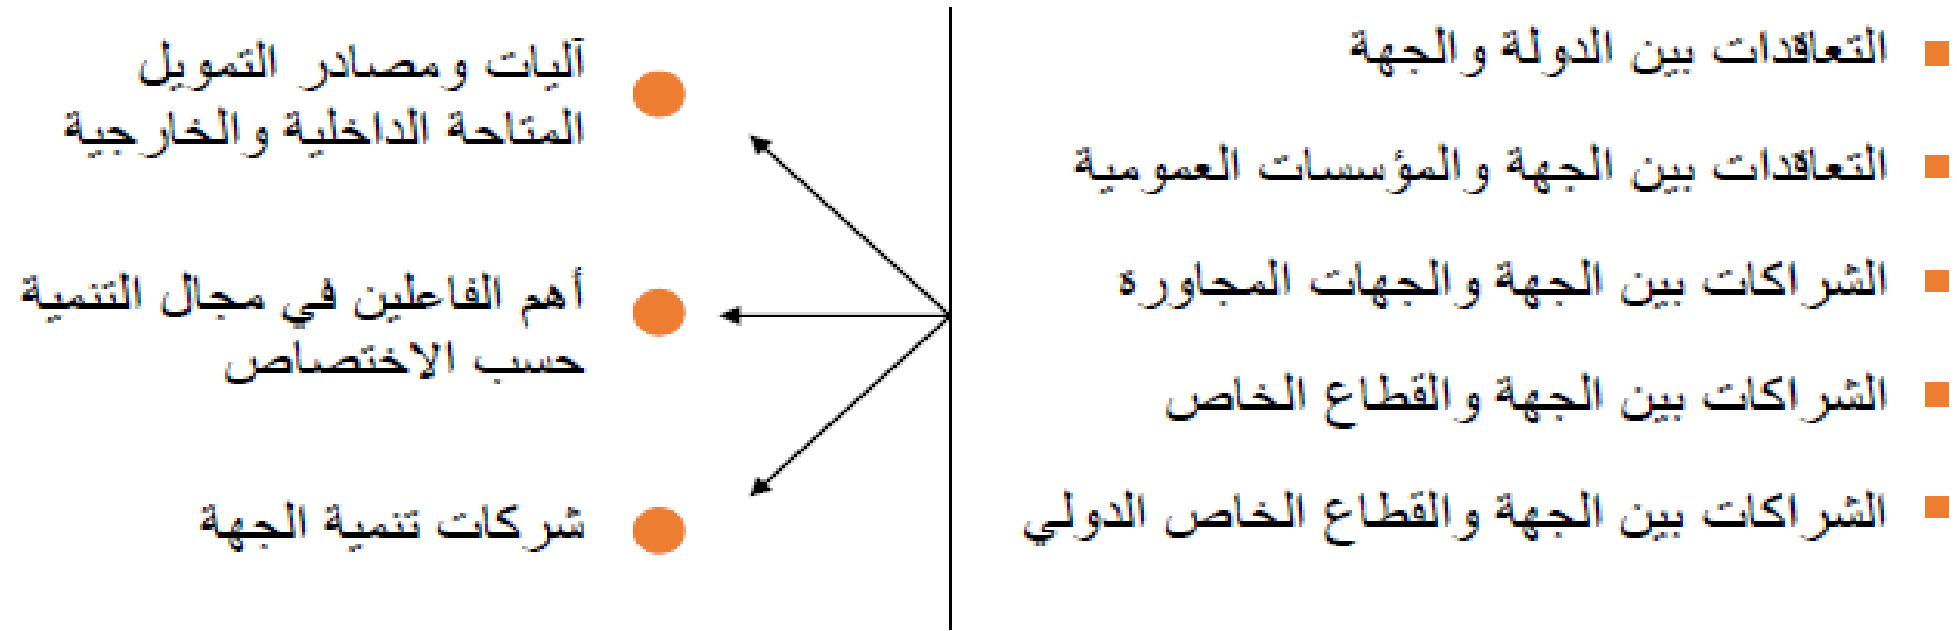 التعاقدات بين الدولة والجهة
التعاقدات بين الجهة والمؤسسات العمومية
الشراكات بين الجهة والجهات المجاورة
الشراكات بين الجهة والقطاع الخاص
الشراكات بين الجهة والقطاع الخاص الدولي
آليات ومصادر التمويل
المتاحة الداخلية والخارجية
أهم الفاعلين في مجال التنمية
حسب الاختصاص
شركات تنمية الجهة